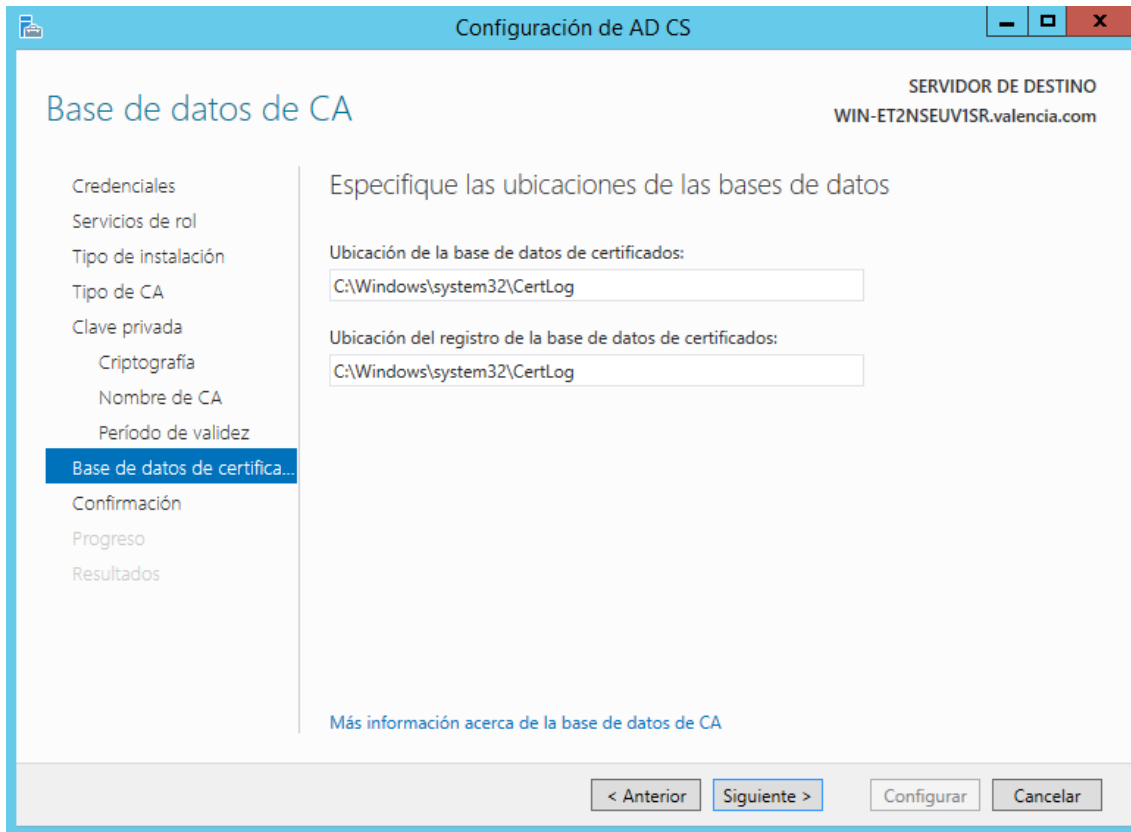 Configuración de AD CS
Base de datos de CA
SERVIDOR DE DESTINO
WIN-ET2NSEUV1SR.valencia.com
Credenciales
Servicios de rol
Tipo de instalación
Tipo de CA
Clave privada
Criptografía
Nombre de CA
Período de validez
Base de datos de certifica...
Confirmación
Progreso
Resultados
Especifique las ubicaciones de las bases de datos
Ubicación de la base de datos de certificados:
C:\Windows\system32\CertLog
Ubicación del registro de la base de datos de certificados:
C:\Windows\system32\CertLog
Más información acerca de la base de datos de CA
< Anterior
Siguiente >
Configurar
Cancelar